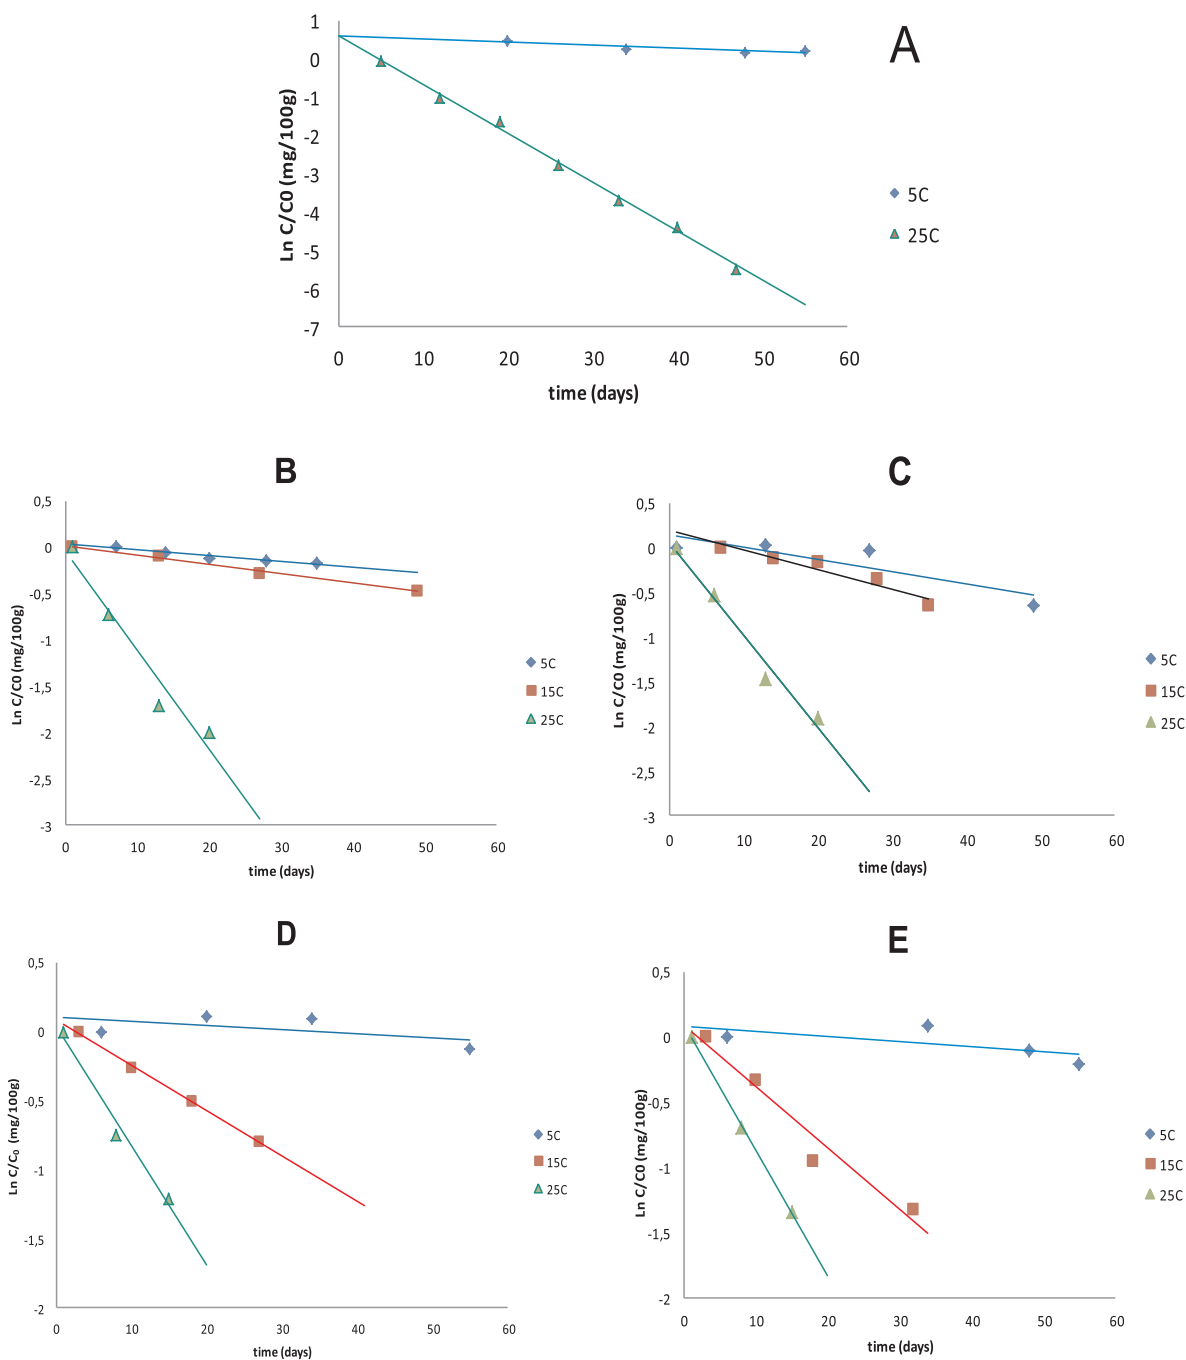 A
1
0
-1
-2
-3
-4
-5
-6
-7
Ln C/C0 (mg/100g)
0 10 20 30 40 50 60
time (days)
5C
25C
B
0,5
0
-0,5
-1
-1,5
-2
-2,5
-3
Ln C/C0 (mg/100g)
0 10 20 30 40 50 60
time (days)
5C
15C
25C
C
0,5
0
-0,5
-1
-1,5
-2
-2,5
-3
Ln C/C0 (mg/100g)
0 10 20 30 40 50 60
time (days)
5C
15C
25C
D
0,5
0
-0,5
-1
-1,5
-2
Ln C/C₀ (mg/100g)
0 10 20 30 40 50 60
time (days)
5C
15C
25C
E
0,5
0
-0,5
-1
-1,5
-2
Ln C/C0 (mg/100g)
0 10 20 30 40 50 60
time (days)
5C
15C
25C